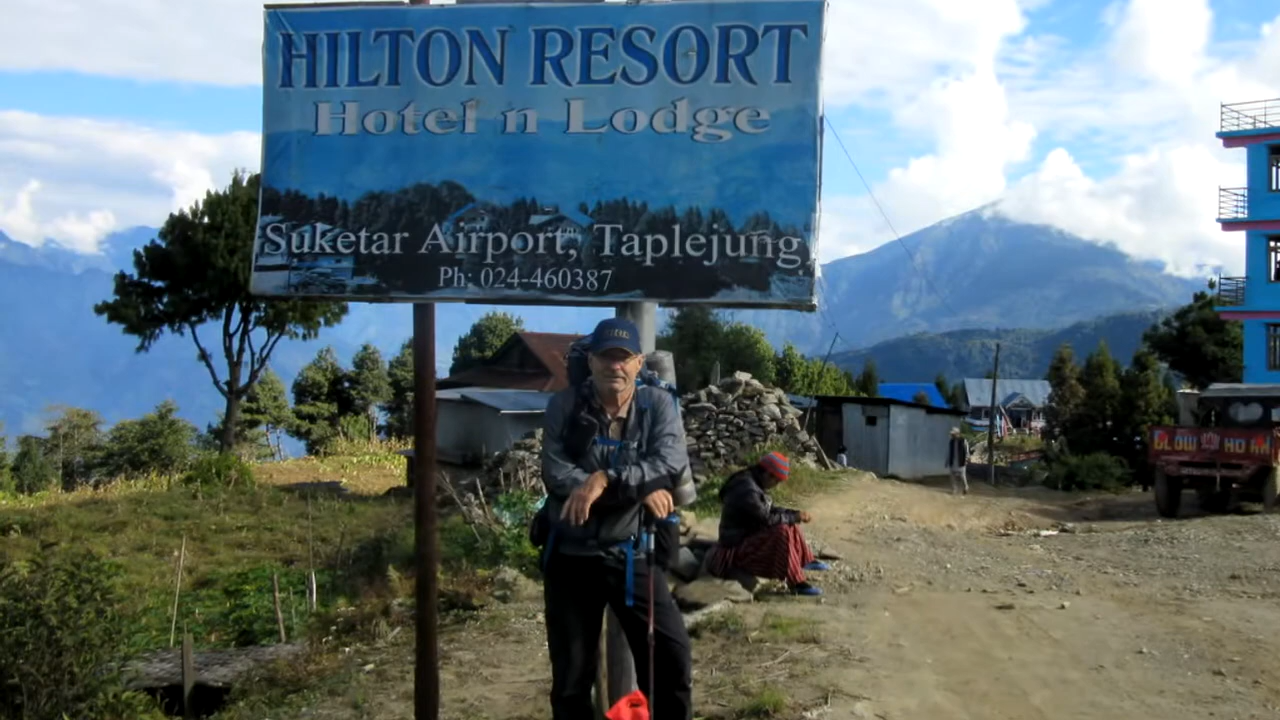 HILTON RESORT
Hotel n Lodge
Suketar Airport, Taplejung,
Ph: 024-460387